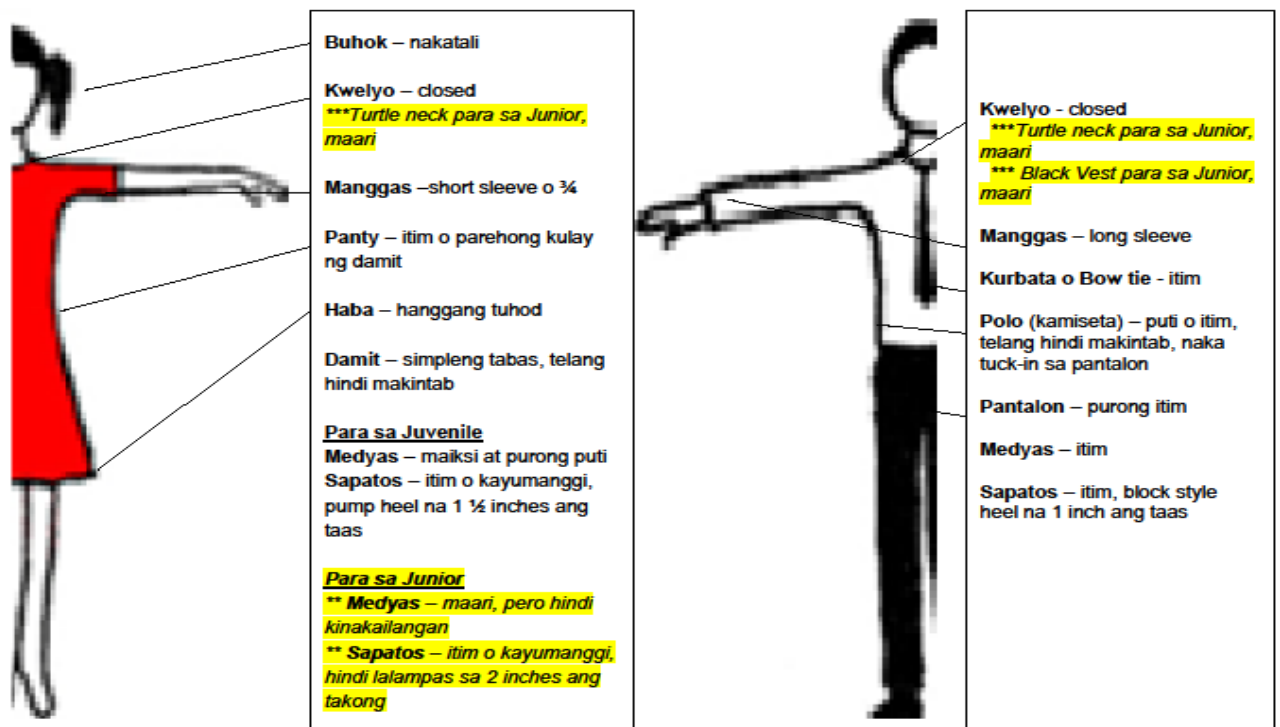 Buhok – nakatali
Kwelyo – closed
***Turtle neck para sa Junior,
maari
Manggas –short sleeve o ¾
Panty – itim o parehong kulay
ng damit
Haba – hanggang tuhod
Damit – simpleng tabas, telang
hindi makintab
Para sa Juvenile
Medyas – maiksi at purong puti
Sapatos – itim o kayumanggi,
pump heel na 1 ½ inches ang
taas
Para sa Junior
** Medyas – maari, pero hindi
kinakailangan
** Sapatos – itim o kayumanggi,
hindi lalampas sa 2 inches ang
takong
Kwelyo - closed
***Turtle neck para sa Junior,
maari
*** Black Vest para sa Junior,
maari
Manggas – long sleeve
Kurbata o Bow tie - itim
Polo (kamiseta) – puti o itim,
telang hindi makintab, naka
tuck-in sa pantalon
Pantalon – purong itim
Medyas – itim
Sapatos – itim, block style
heel na 1 inch ang taas